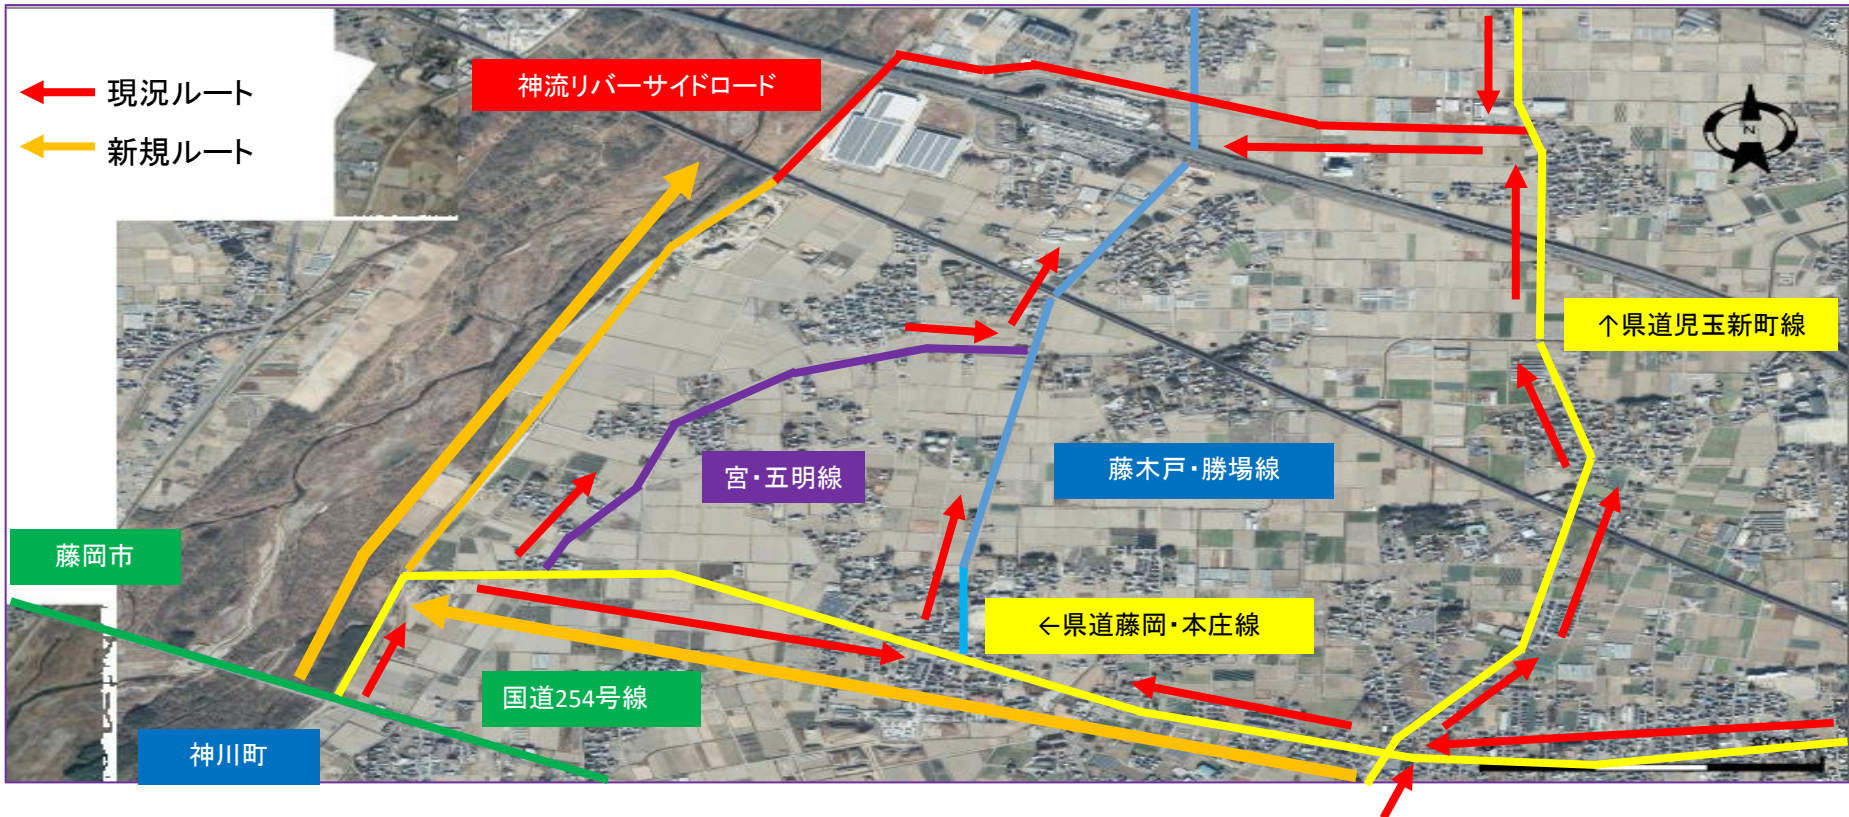 現況ルート
新規ルート
神流リバーサイドロード
N
↑県道児玉新町線
宮・五明線
藤木戸・勝場線
藤岡市
←県道藤岡・本庄線
国道254号線
神川町